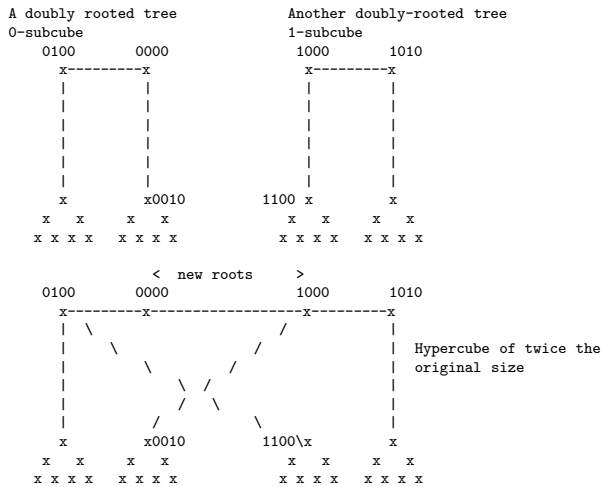 A doubly rooted tree Another doubly-rooted tree
0-subcube 1-subcube
0100 0000 1000 1010
x---------x x---------x
| | | |
| | | |
| | | |
| | | |
| | | |
| | | |
x x0010 1100 x x
x x x x x x x x
x x x x x x x x x x x x x x x x
< new roots >
0100 0000 1000 1010
x---------x------------------x---------x
| \ / |
| \ / | Hypercube of twice the
| \ / | original size
| \ / |
| / \ |
| / \ |
x x0010 1100\x x
x x x x x x x x
x x x x x x x x x x x x x x x x